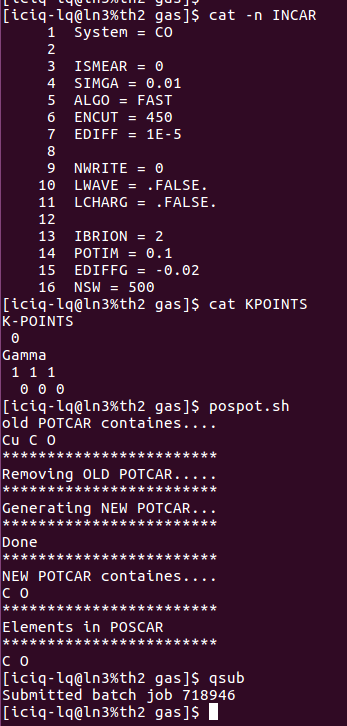 [iciq-lq@ln3%th2 gas]$
[iciq-lq@ln3%th2 gas]$ cat -n INCAR
1 System = CO
2
3 ISMEAR = 0
4 SIMGA = 0.01
5 ALGO = FAST
6 ENCUT = 450
7 EDIFF = 1E-5
8
9 NWRITE = 0
10 LWAVE = .FALSE.
11 LCHARG = .FALSE.
12
13 IBRION = 2
14 POTIM = 0.1
15 EDIFFG = -0.02
16 NSW = 500
[iciq-lq@ln3%th2 gas]$ cat KPOINTS
K-POINTS
0
Gamma
1 1 1
0 0 0
[iciq-lq@ln3%th2 gas]$ pospot.sh
old POTCAR containes....
Cu C O
*************************
Removing OLD POTCAR.....
*************************
Generating NEW POTCAR...
*************************
Done
*************************
NEW POTCAR containes....
C O
*************************
Elements in POSCAR
*************************
C O
[iciq-lq@ln3%th2 gas]$ qsub
Submitted batch job 718946
[iciq-lq@ln3%th2 gas]$